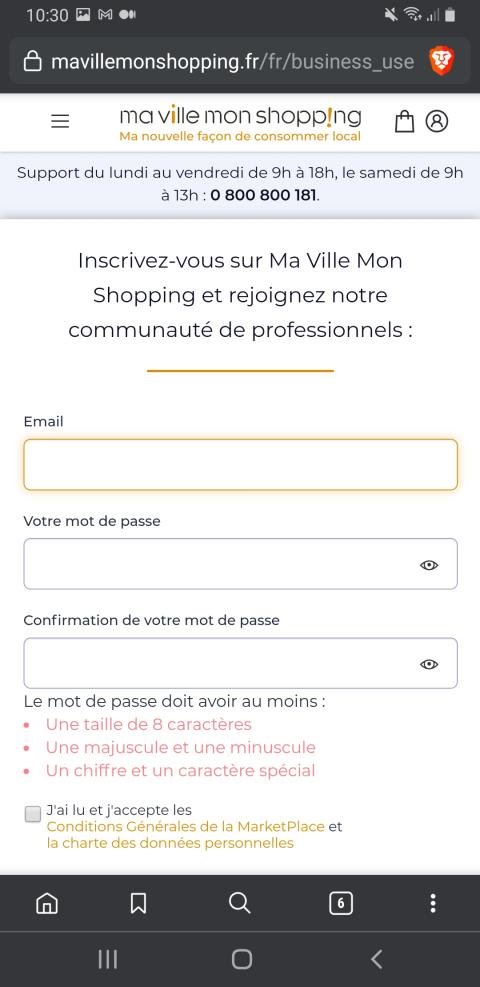 10:30
mavillemonshopping.fr/fr/business_use
ma ville mon shopp!ng
Ma nouvelle façon de consommer local
Support du lundi au vendredi de 9h à 18h, le samedi de 9h
à 13h : 0 800 800 181.
Inscrivez-vous sur Ma Ville Mon
Shopping et rejoignez notre
communauté de professionnels :
Email
Votre mot de passe
Confirmation de votre mot de passe
Le mot de passe doit avoir au moins :
• Une taille de 8 caractères
• Une majuscule et une minuscule
• Un chiffre et un caractère spécial
J'ai lu et j'accepte les
Conditions Générales de la MarketPlace et
la charte des données personnelles
6